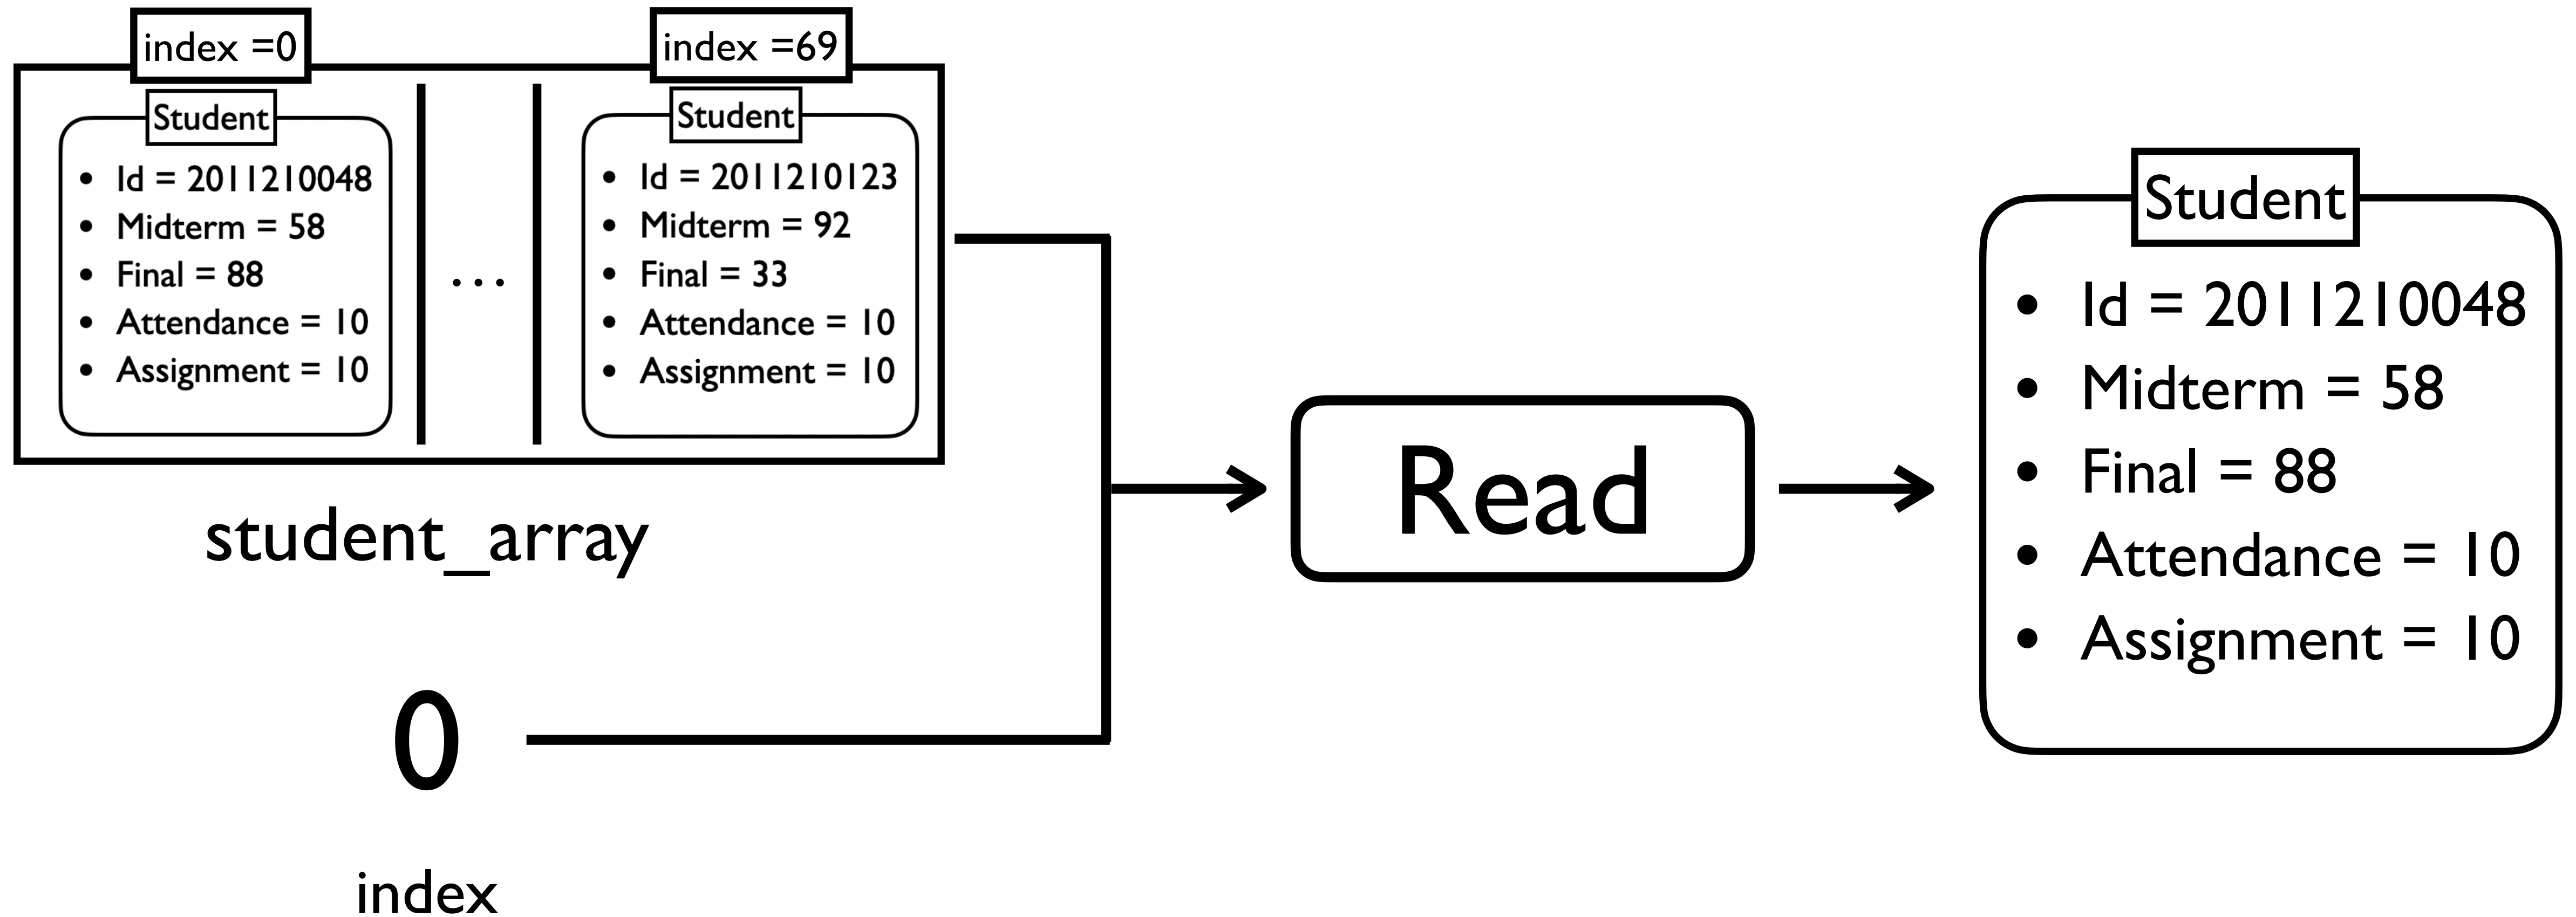 index =0
Student
• Id = 2011210048
• Midterm = 58
• Final = 88
• Attendance = 10
• Assignment = 10
...
index =69
Student
• Id = 2011210123
• Midterm = 92
• Final = 33
• Attendance = 10
• Assignment = 10
student_array
0
index
Read
Student
• Id = 2011210048
• Midterm = 58
• Final = 88
• Attendance = 10
• Assignment = 10